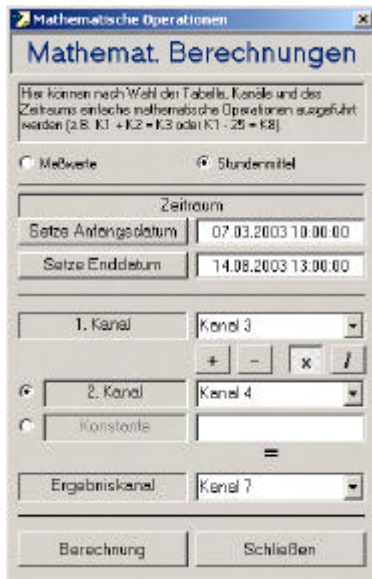 Mathematische Operationen
Mathemat. Berechnungen
Hier können nach Wahl der Tabelle, Kanäle und des
Zeitraums einfache mathematische Operationen ausgeführt
werden (z.B. K1 + K2 = K3 oder K1 - 25 = K8).
Meßwerte
Stundenmittel
Zeitraum
Setze Anfangsdatum 07.03.2003 10:00:00
Setze Enddatum 14.08.2003 13:00:00
1. Kanal Kanal 3
+ - x /
2. Kanal Kanal 4
Konstante
=
Ergebniskanal Kanal 7
Berechnung Schließen